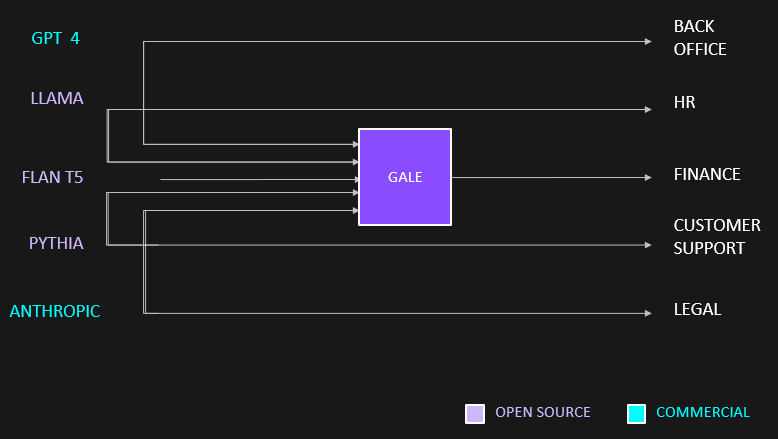 GPT 4
BACK
OFFICE
LLAMA
HR
FLAN T5
GALE
FINANCE
PYTHIA
CUSTOMER
SUPPORT
ANTHROPIC
LEGAL
OPEN SOURCE
COMMERCIAL